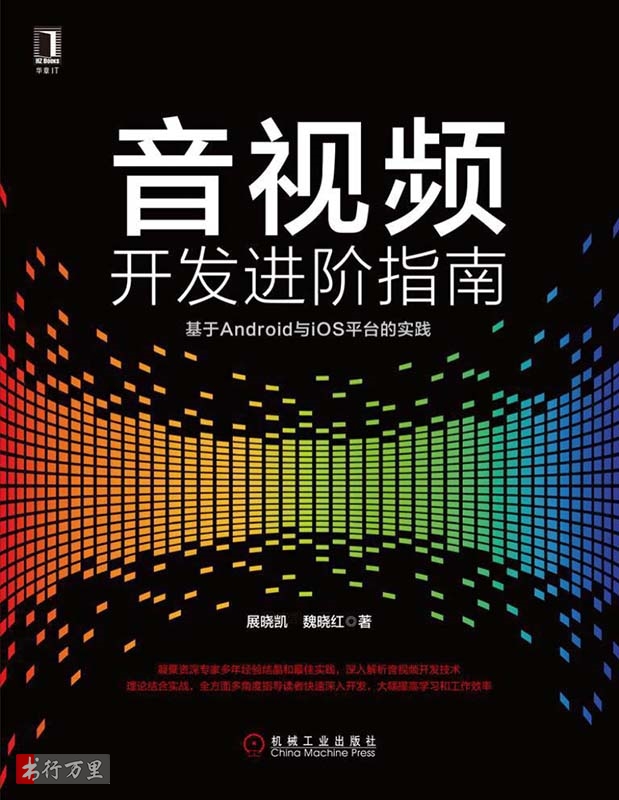 HZ Books
华章IT
音视频
开发进阶指南
基于Android与iOS平台的实践
展晓凯 魏晓红◎著
凝聚资深专家多年经验结晶和最佳实践，深入解析音视频开发技术
理论结合实战，全方面多角度指导读者快速深入开发，大幅提高学习和工作效率
机械工业出版社
China Machine Press
书行万里